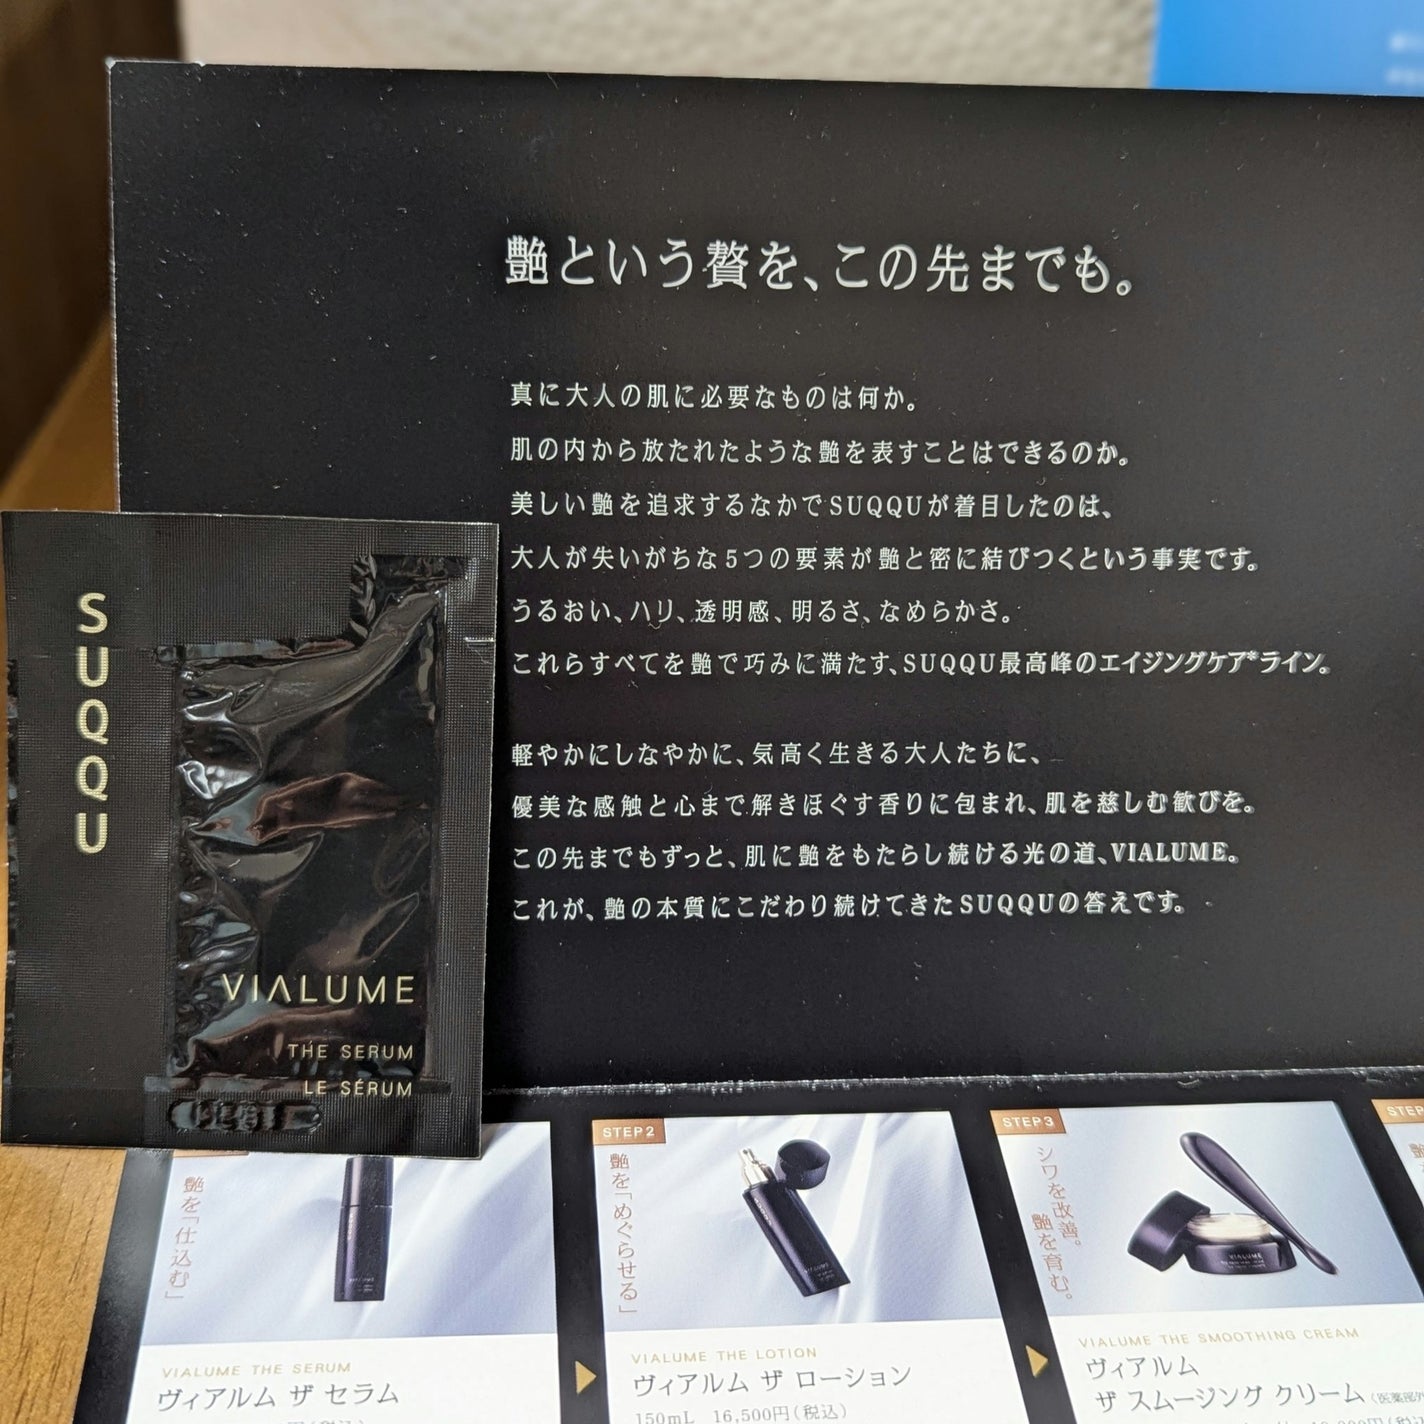 艶という贅を、この先までも。
真に大人の肌に必要なものは何か。
肌の内から放たれたような艶を表すことはできるのか。
美しい艶を追求するなかでSUQQUが着目したのは、
大人が失いがちな5つの要素が艶と密に結びつくという事実です。
うるおい、ハリ、透明感、明るさ、なめらかさ。
これらすべてを艶で巧みに満たす、SUQQU最高峰のエイジングケア*ライン。
軽やかにしなやかに、気高く生きる大人たちに、
優美な感触と心まで解きほぐす香りに包まれ、肌を慈しむ歓びを。
この先までもずっと、肌に艶をもたらし続ける光の道、VIALUME。
これが、艶の本質にこだわり続けてきたSUQQUの答えです。
SUQQU
VIALUME
THE SERUM
LE SÉRUM
艶を「仕込む」
VIALUME THE SERUM
ヴィアルム ザ セラム
STEP2
艶を「めぐらせる」
VIALUME
VIALUME THE LOTION
ヴィアルム ザ ローション
150mL 16,500円(税込)
STEP3
シワを改善。
艶を育む。
VIALUME
VIALUME THE SMOOTHING CREAM
ヴィアルム
ザ スムージング クリーム
STEP